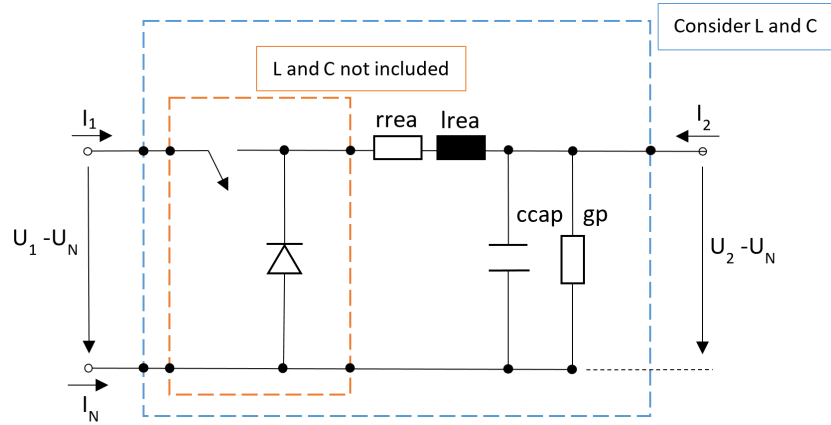 Consider L and C
L and C not included
I1
rrea
lrea
I2
ccap
gp
U1 -UN
U2 -UN
IN